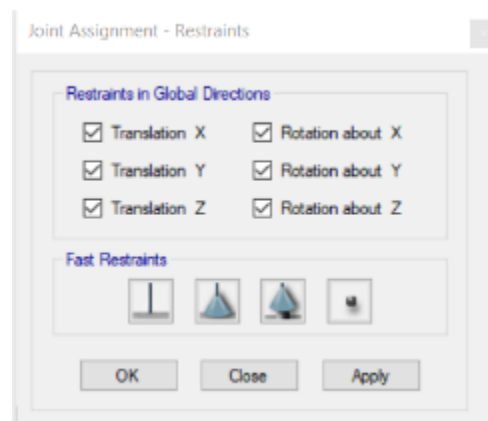 Joint Assignment - Restraints
Restraints in Global Directions
Translation X
Rotation about X
Translation Y
Rotation about Y
Translation Z
Rotation about Z
Fast Restraints
OK
Close
Apply